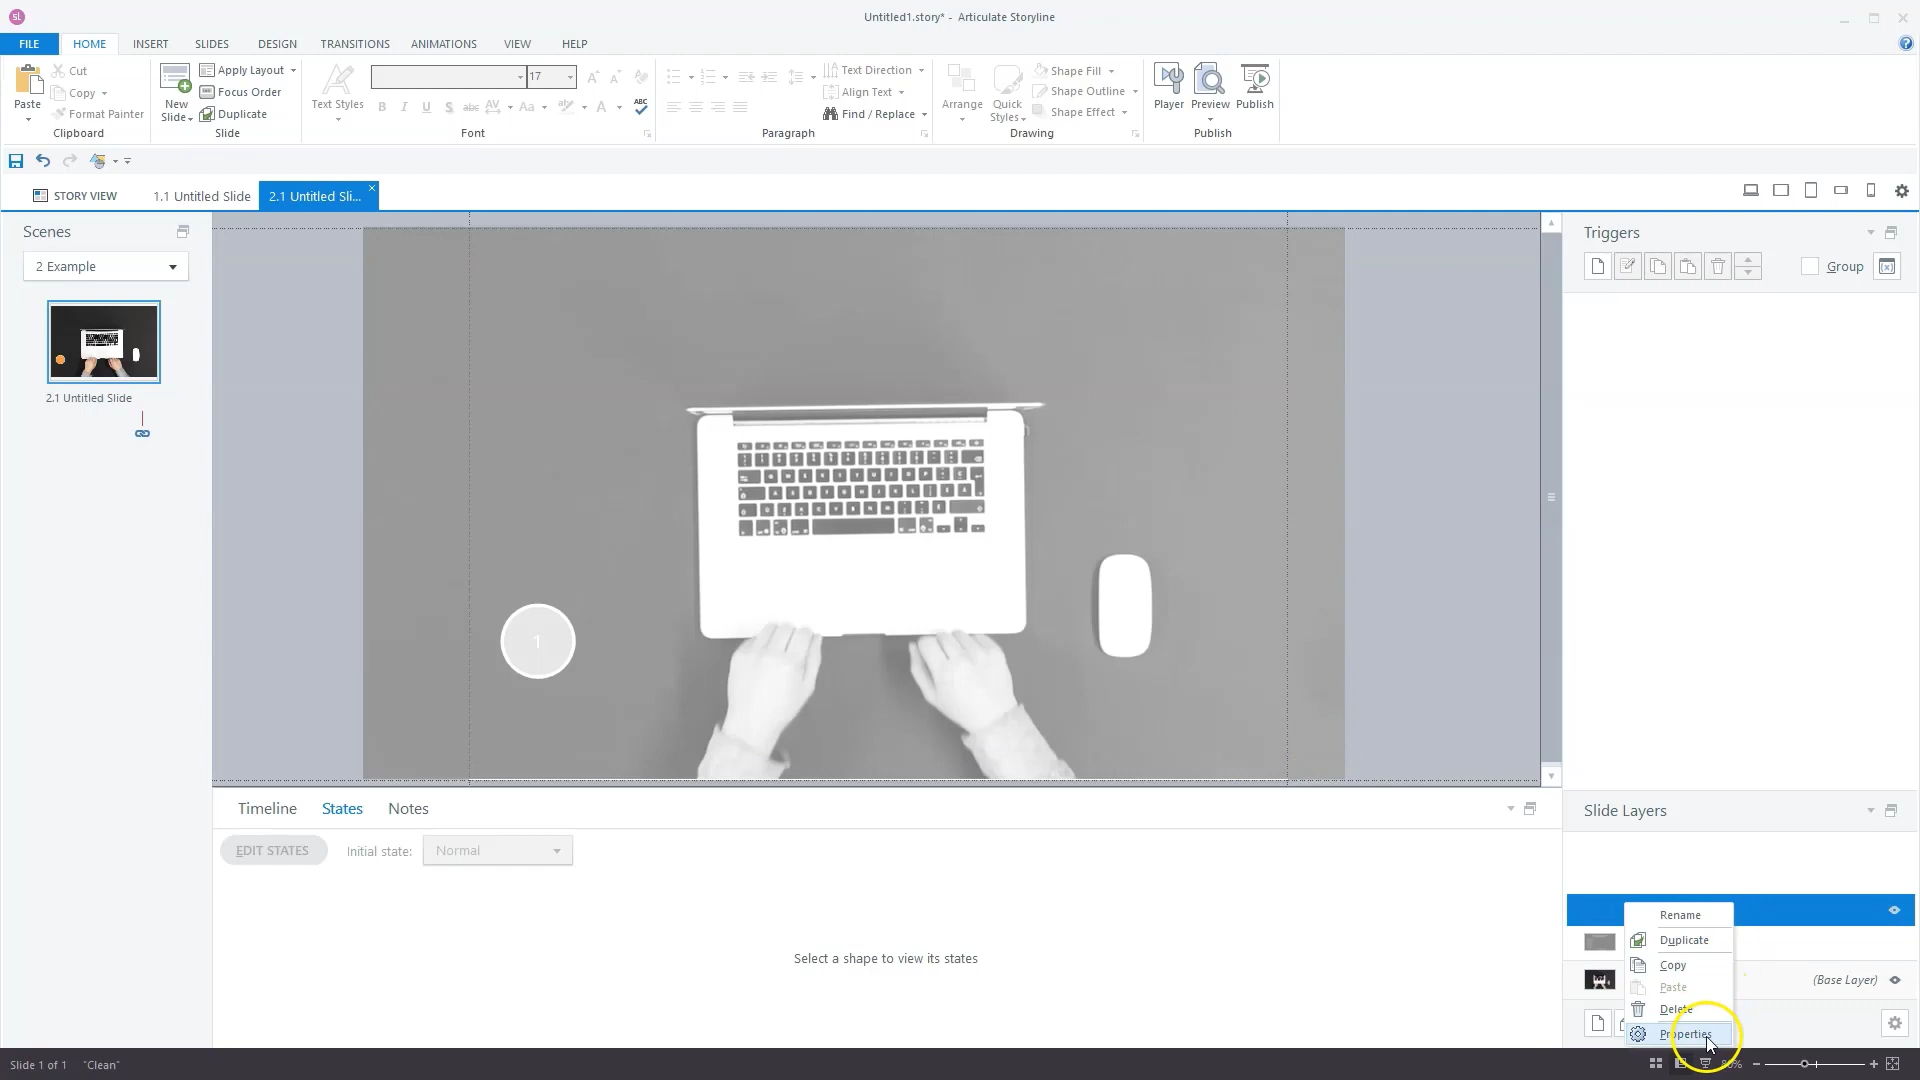 sl
Untitled1.story* - Articulate Storyline
FILE HOME INSERT SLIDES DESIGN TRANSITIONS ANIMATIONS VIEW HELP
Paste
Cut
Copy
Format Painter
Clipboard
New
Slide
Apply Layout
Focus Order
Duplicate
Slide
Text Styles
17
B I U S abc AV Aa A ABC
Font
Text Direction
Align Text
Find / Replace
Paragraph
Arrange
Quick
Styles
Shape Fill
Shape Outline
Shape Effect
Drawing
Player
Preview
Publish
Publish
STORY VIEW 1.1 Untitled Slide 2.1 Untitled Sli...
Scenes
2 Example
2.1 Untitled Slide
1
Triggers
Group
Timeline States Notes
EDIT STATES Initial state: Normal
Select a shape to view its states
Slide Layers
Rename
Duplicate
Copy
Paste
Delete
Properties
(Base Layer)
Slide 1 of 1 "Clean"